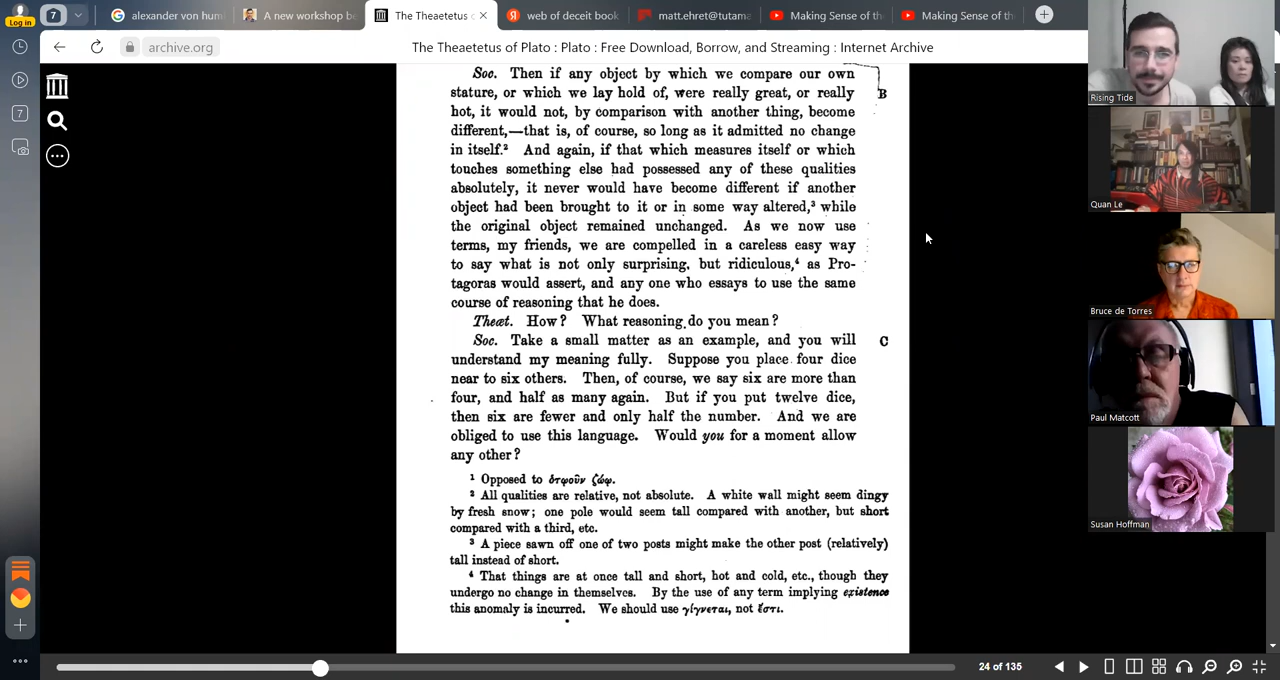 7
alexander von hum
A new workshop be
The Theaetetus o
web of deceit book
matt.ehret@tutama
Making Sense of th
Making Sense of th
Log in
archive.org
The Theaetetus of Plato : Plato : Free Download, Borrow, and Streaming : Internet Archive
7
Soc. Then if any object by which we compare our own
stature, or which we lay hold of, were really great, or really
B
hot, it would not, by comparison with another thing, become
different,—that is, of course, so long as it admitted no change
in itself.² And again, if that which measures itself or which
touches something else had possessed any of these qualities
absolutely, it never would have become different if another
object had been brought to it or in some way altered,³ while
the original object remained unchanged. As we now use
terms, my friends, we are compelled in a careless easy way
to say what is not only surprising, but ridiculous,⁴ as Pro-
tagoras would assert, and any one who essays to use the same
course of reasoning that he does.
Theæt. How? What reasoning do you mean?
Soc. Take a small matter as an example, and you will
C
understand my meaning fully. Suppose you place four dice
near to six others. Then, of course, we say six are more than
four, and half as many again. But if you put twelve dice,
then six are fewer and only half the number. And we are
obliged to use this language. Would you for a moment allow
any other?
¹ Opposed to ὁτῳοῦν ζώῳ.
² All qualities are relative, not absolute. A white wall might seem dingy
by fresh snow; one pole would seem tall compared with another, but short
compared with a third, etc.
³ A piece sawn off one of two posts might make the other post (relatively)
tall instead of short.
⁴ That things are at once tall and short, hot and cold, etc., though they
undergo no change in themselves. By the use of any term implying existence
this anomaly is incurred. We should use γίγνεται, not ἔστι.
24 of 135
Rising Tide
Quan Le
Bruce de Torres
Paul Matcott
Susan Hoffman